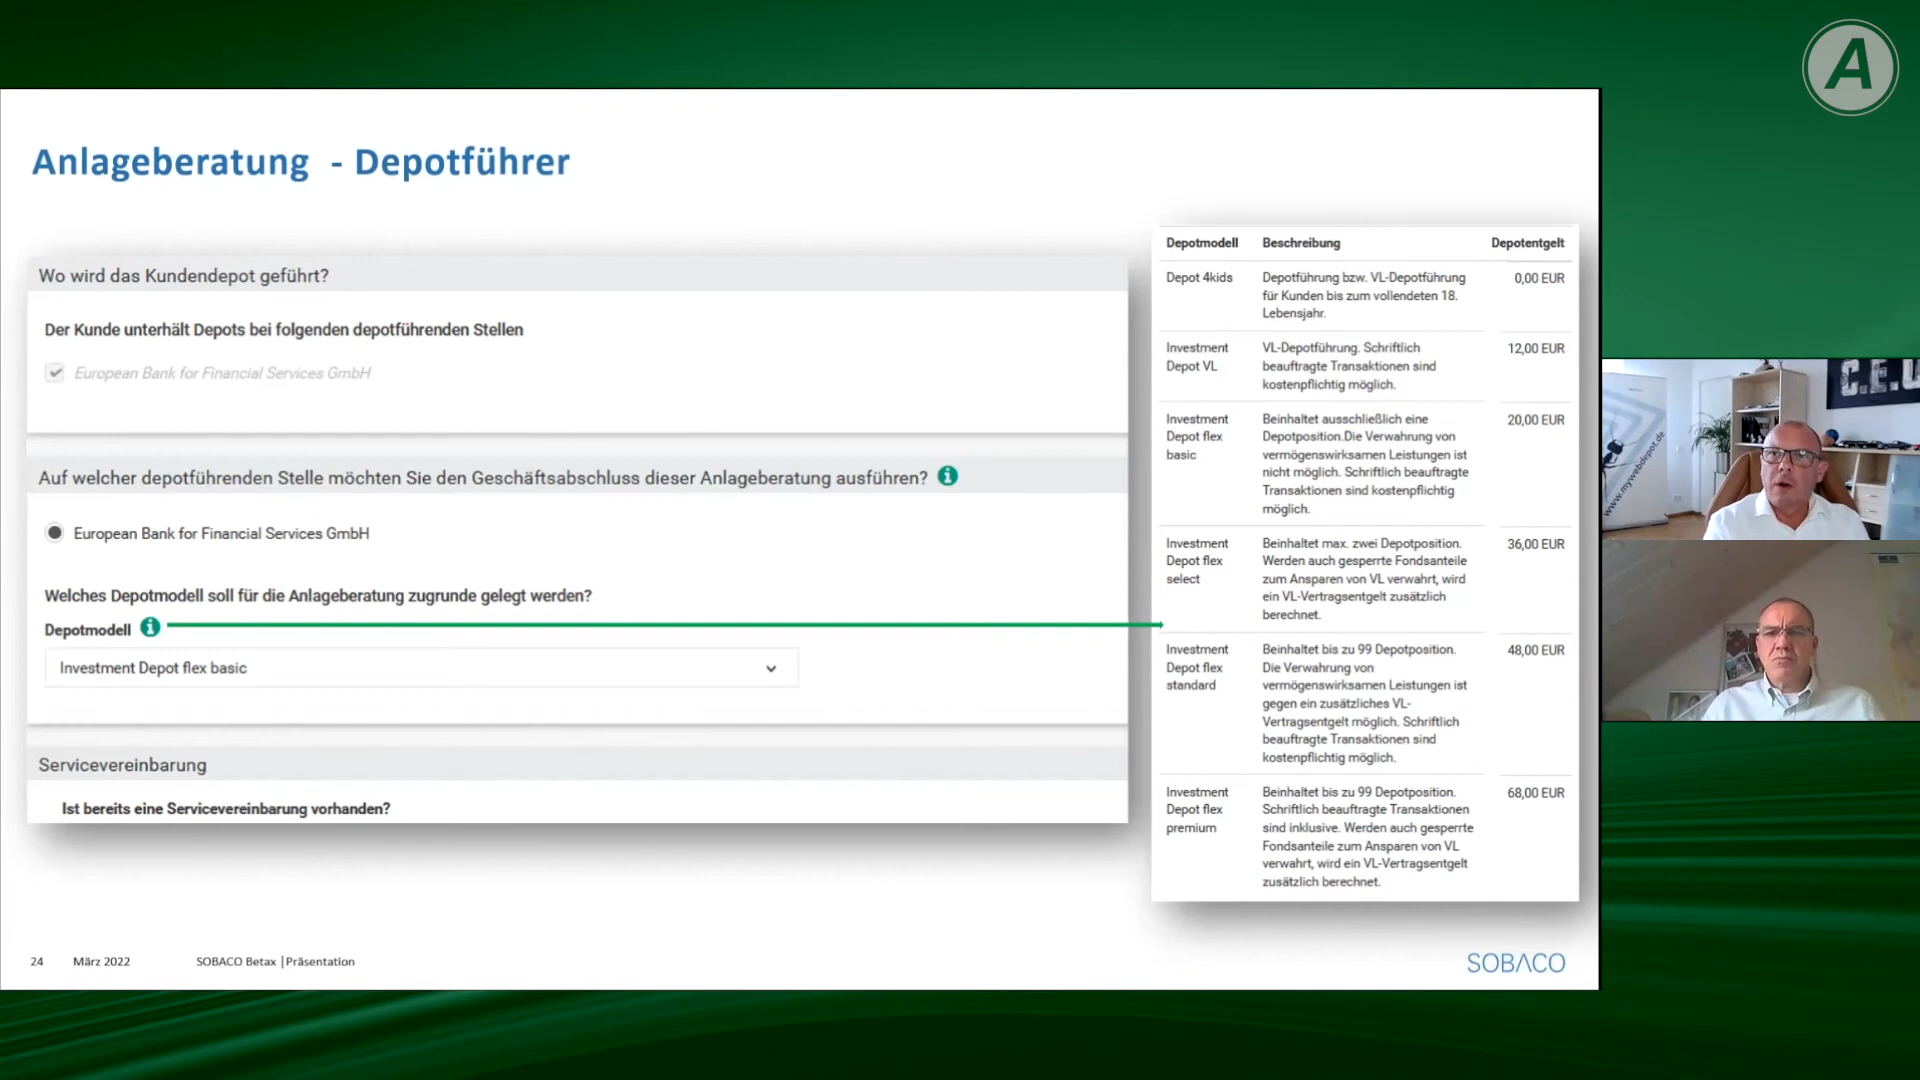 A
Anlageberatung - Depotführer
Wo wird das Kundendepot geführt?
Der Kunde unterhält Depots bei folgenden depotführenden Stellen
European Bank for Financial Services GmbH
Auf welcher depotführenden Stelle möchten Sie den Geschäftsabschluss dieser Anlageberatung ausführen? i
European Bank for Financial Services GmbH
Welches Depotmodell soll für die Anlageberatung zugrunde gelegt werden?
Depotmodell i
Investment Depot flex basic
Servicevereinbarung
Ist bereits eine Servicevereinbarung vorhanden?
Depotmodell Beschreibung Depotentgelt
Depot 4kids Depotführung bzw. VL-Depotführung 0,00 EUR
für Kunden bis zum vollendeten 18.
Lebensjahr.
Investment VL-Depotführung. Schriftlich 12,00 EUR
Depot VL beauftragte Transaktionen sind
kostenpflichtig möglich.
Investment Beinhaltet ausschließlich eine 20,00 EUR
Depot flex Depotposition.Die Verwahrung von
basic vermögenswirksamen Leistungen ist
nicht möglich. Schriftlich beauftragte
Transaktionen sind kostenpflichtig
möglich.
Investment Beinhaltet max. zwei Depotposition. 36,00 EUR
Depot flex Werden auch gesperrte Fondsanteile
select zum Ansparen von VL verwahrt, wird
ein VL-Vertragsentgelt zusätzlich
berechnet.
Investment Beinhaltet bis zu 99 Depotposition. 48,00 EUR
Depot flex Die Verwahrung von
standard vermögenswirksamen Leistungen ist
gegen ein zusätzliches VL-
Vertragsentgelt möglich. Schriftlich
beauftragte Transaktionen sind
kostenpflichtig möglich.
Investment Beinhaltet bis zu 99 Depotposition. 68,00 EUR
Depot flex Schriftlich beauftragte Transaktionen
premium sind inklusive. Werden auch gesperrte
Fondsanteile zum Ansparen von VL
verwahrt, wird ein VL-Vertragsentgelt
zusätzlich berechnet.
24 März 2022 SOBACO Betax | Präsentation
SOBACO
www.mywebdepot.de